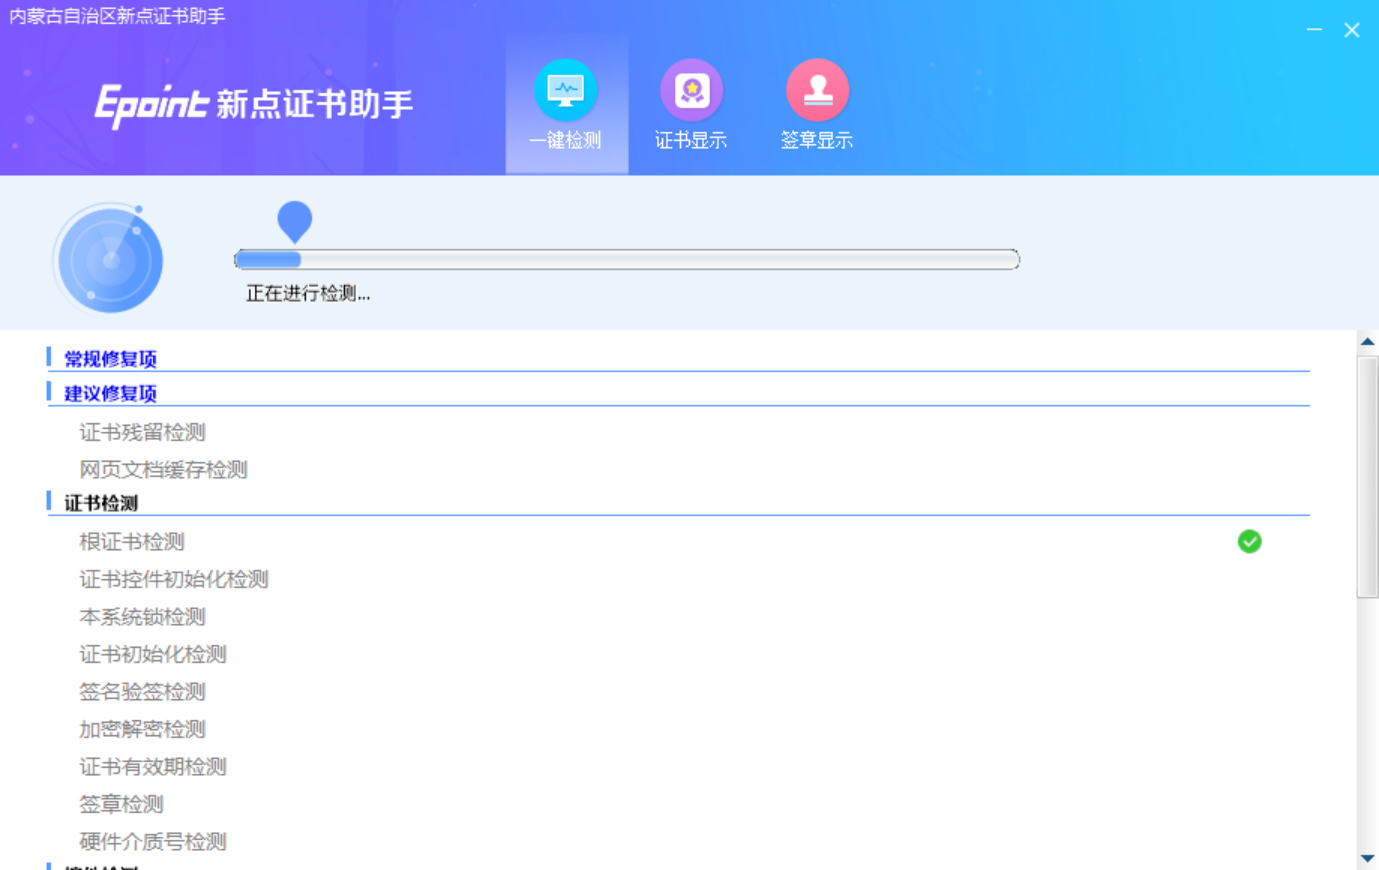 内蒙古自治区新点证书助手
Epoint 新点证书助手
一键检测
证书显示
签章显示
正在进行检测...
常规修复项
建议修复项
证书残留检测
网页文档缓存检测
证书检测
根证书检测
证书控件初始化检测
本系统锁检测
证书初始化检测
签名验签检测
加密解密检测
证书有效期检测
签章检测
硬件介质号检测